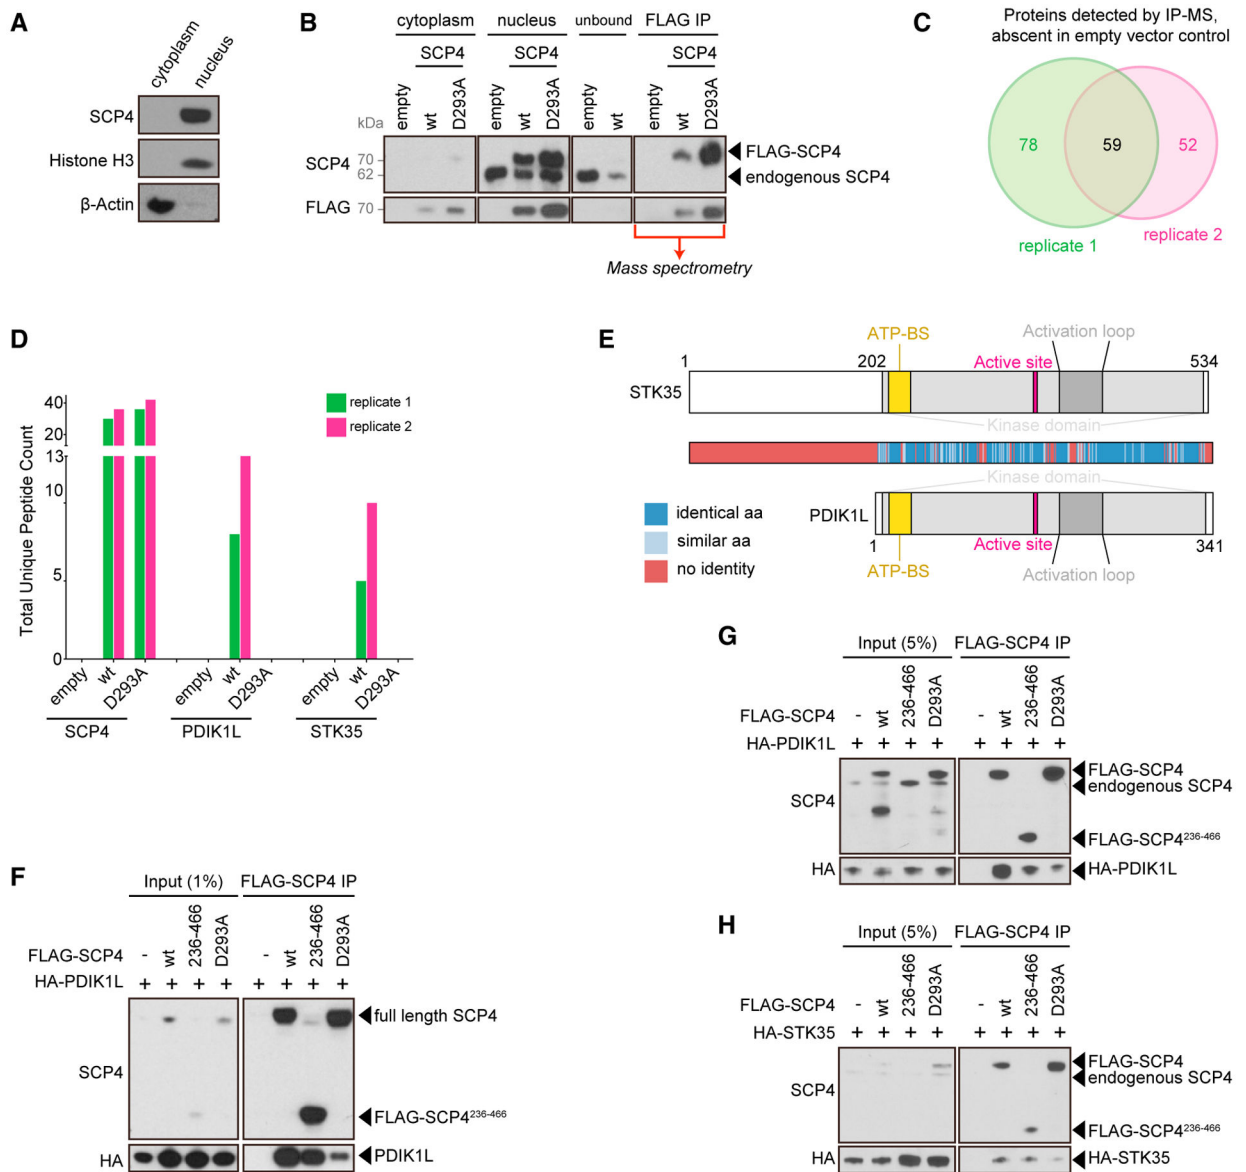 A
cytoplasm
nucleus
SCP4
Histone H3
β-Actin
B
cytoplasm
nucleus
unbound
FLAG IP
SCP4
SCP4
SCP4
empty
wt
D293A
empty
wt
D293A
empty
wt
empty
wt
D293A
kDa
SCP4
70
62
FLAG-SCP4
endogenous SCP4
FLAG
70
Mass spectrometry
C
Proteins detected by IP-MS,
abscent in empty vector control
78
59
52
replicate 1
replicate 2
D
Total Unique Peptide Count
40
20
13
10
5
0
replicate 1
replicate 2
empty
wt
D293A
empty
wt
D293A
empty
wt
D293A
SCP4
PDIK1L
STK35
E
ATP-BS
Activation loop
1
202
Active site
534
STK35
Kinase domain
Kinase domain
identical aa
similar aa
no identity
PDIK1L
1
Active site
341
ATP-BS
Activation loop
F
Input (1%)
FLAG-SCP4 IP
FLAG-SCP4
-
wt
236-466
D293A
-
wt
236-466
D293A
HA-PDIK1L
+ + + + + + + +
SCP4
full length SCP4
FLAG-SCP4236-466
HA
PDIK1L
G
Input (5%)
FLAG-SCP4 IP
FLAG-SCP4
-
wt
236-466
D293A
-
wt
236-466
D293A
HA-PDIK1L
+ + + + + + + +
SCP4
FLAG-SCP4
endogenous SCP4
FLAG-SCP4236-466
HA
HA-PDIK1L
H
Input (5%)
FLAG-SCP4 IP
FLAG-SCP4
-
wt
236-466
D293A
-
wt
236-466
D293A
HA-STK35
+ + + + + + + +
SCP4
FLAG-SCP4
endogenous SCP4
FLAG-SCP4236-466
HA
HA-STK35